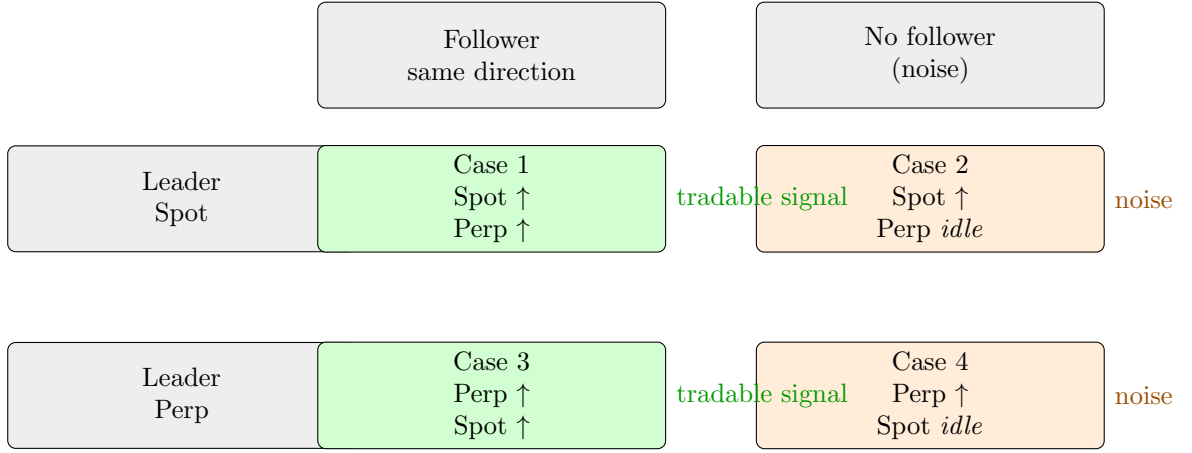 Follower
same direction
No follower
(noise)
Leader
Spot
Case 1
Spot ↑
Perp ↑
tradable signal
Case 2
Spot ↑
Perp idle
noise
Leader
Perp
Case 3
Perp ↑
Spot ↑
tradable signal
Case 4
Perp ↑
Spot idle
noise